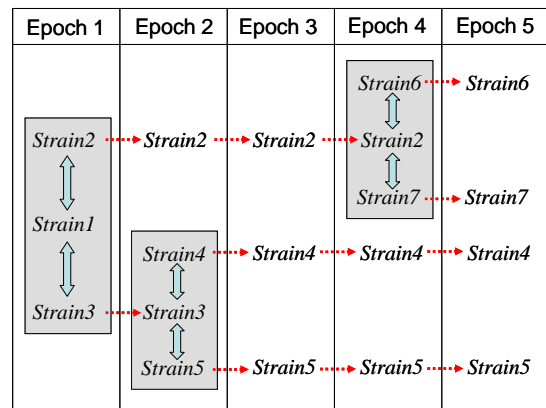 Epoch 1 Epoch 2 Epoch 3 Epoch 4 Epoch 5
Strain6 Strain6
Strain2 Strain2 Strain2 Strain2
Strain7 Strain7
Strain1
Strain4 Strain4 Strain4 Strain4
Strain3 Strain3
Strain5 Strain5 Strain5 Strain5